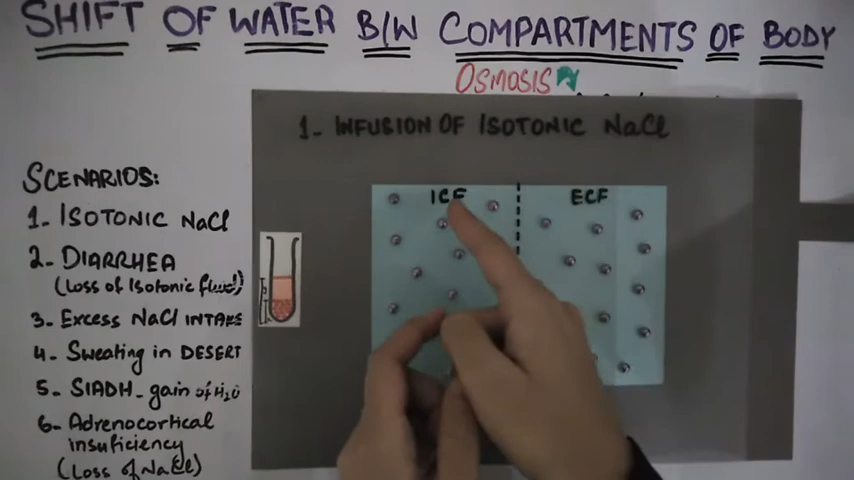 SHIFT OF WATER B/W COMPARTMENTS OF BODY
OSMOSIS
1- INFUSION OF ISOTONIC NaCl
ICF
ECF
SCENARIOS:
1. ISOTONIC NaCl
2- DIARRHEA
(Loss of Isotonic fluid)
3. Excess NaCl INTAKE
4- Sweating in DESERT
5- SIADH - gain of H₂O
6- Adrenocortical
insuficiency
(Loss of NaCl)